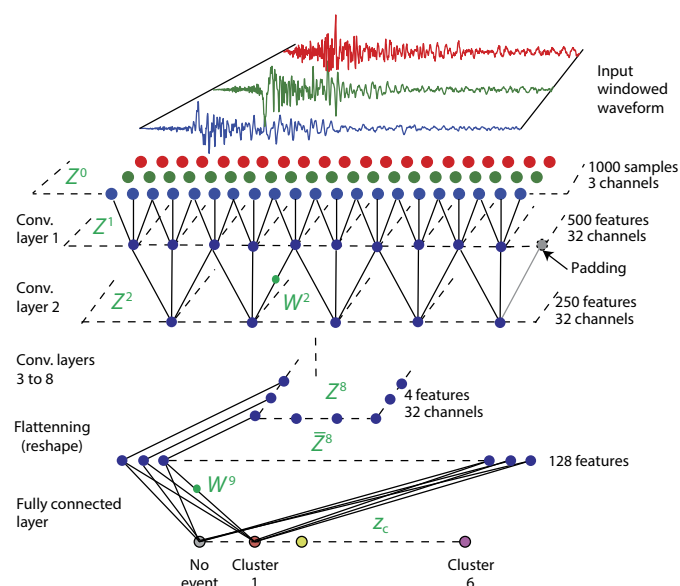 Input
windowed
waveform
Z⁰
1000 samples
3 channels
Conv.
layer 1
Z¹
500 features
32 channels
Padding
Conv.
layer 2
Z²
W²
250 features
32 channels
Conv. layers
3 to 8
Z⁸
4 features
32 channels
Flattenning
(reshape)
Z̿⁸
128 features
W⁹
Fully connected
layer
z_c
No
event
Cluster
1
Cluster
6